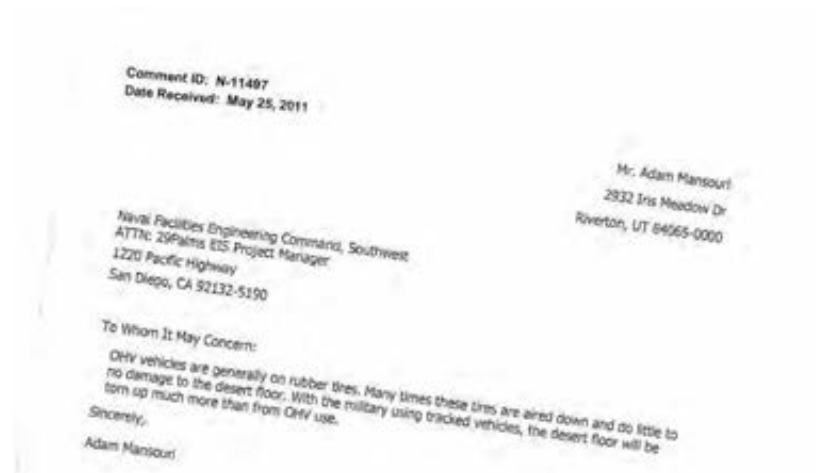 Comment ID: N-11497
Date Received: May 25, 2011
Mr. Adam Mansouri
2932 Iris Meadow Dr
Riverton, UT 84065-0000
Naval Facilities Engineering Command, Southwest
ATTN: 29Palms EIS Project Manager
1220 Pacific Highway
San Diego, CA 92132-5190
To Whom It May Concern:
OHV vehicles are generally on rubber tires. Many times these tires are aired down and do little to
no damage to the desert floor. With the military using tracked vehicles, the desert floor will be
torn up much more than from OHV use.
Sincerely,
Adam Mansouri